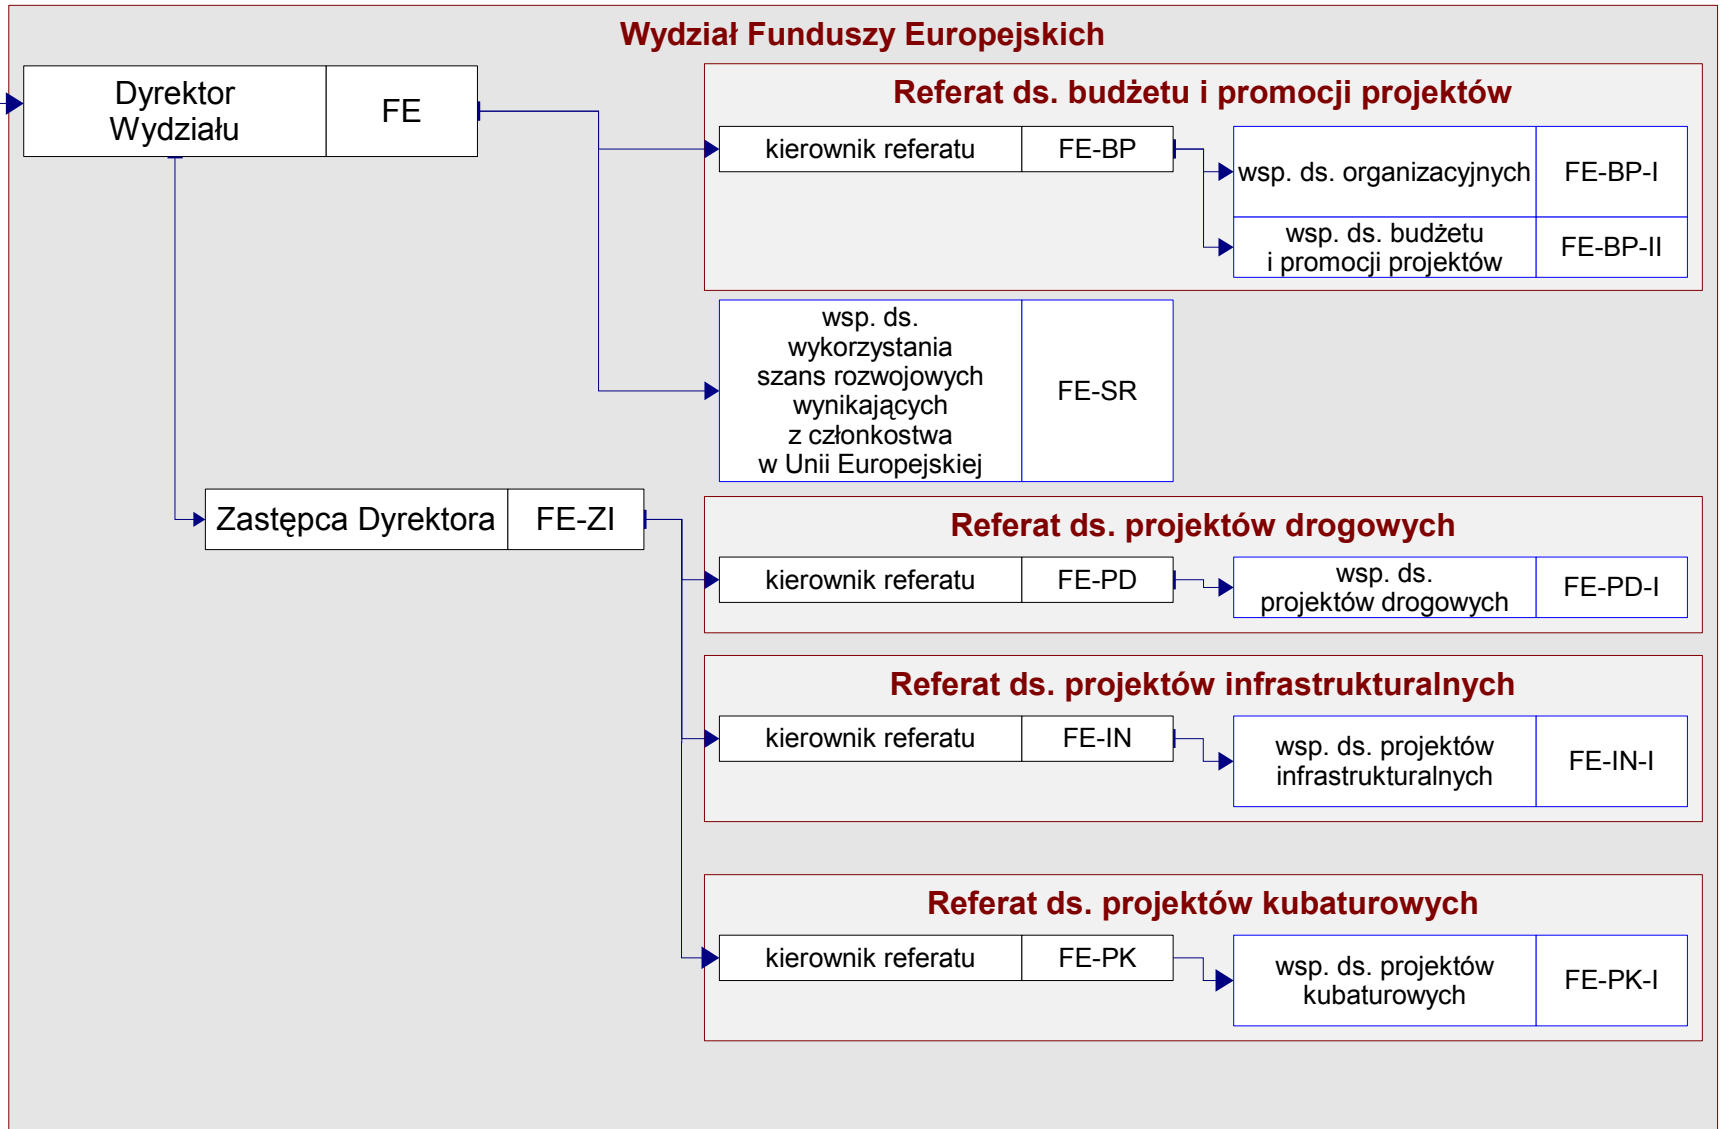 Wydział Funduszy Europejskich
Dyrektor
Wydziału
FE
Referat ds. budżetu i promocji projektów
kierownik referatu
FE-BP
wsp. ds. organizacyjnych
FE-BP-I
wsp. ds. budżetu
i promocji projektów
FE-BP-II
wsp. ds.
wykorzystania
szans rozwojowych
wynikających
z członkostwa
w Unii Europejskiej
FE-SR
Zastępca Dyrektora
FE-ZI
Referat ds. projektów drogowych
kierownik referatu
FE-PD
wsp. ds.
projektów drogowych
FE-PD-I
Referat ds. projektów infrastrukturalnych
kierownik referatu
FE-IN
wsp. ds. projektów
infrastrukturalnych
FE-IN-I
Referat ds. projektów kubaturowych
kierownik referatu
FE-PK
wsp. ds. projektów
kubaturowych
FE-PK-I